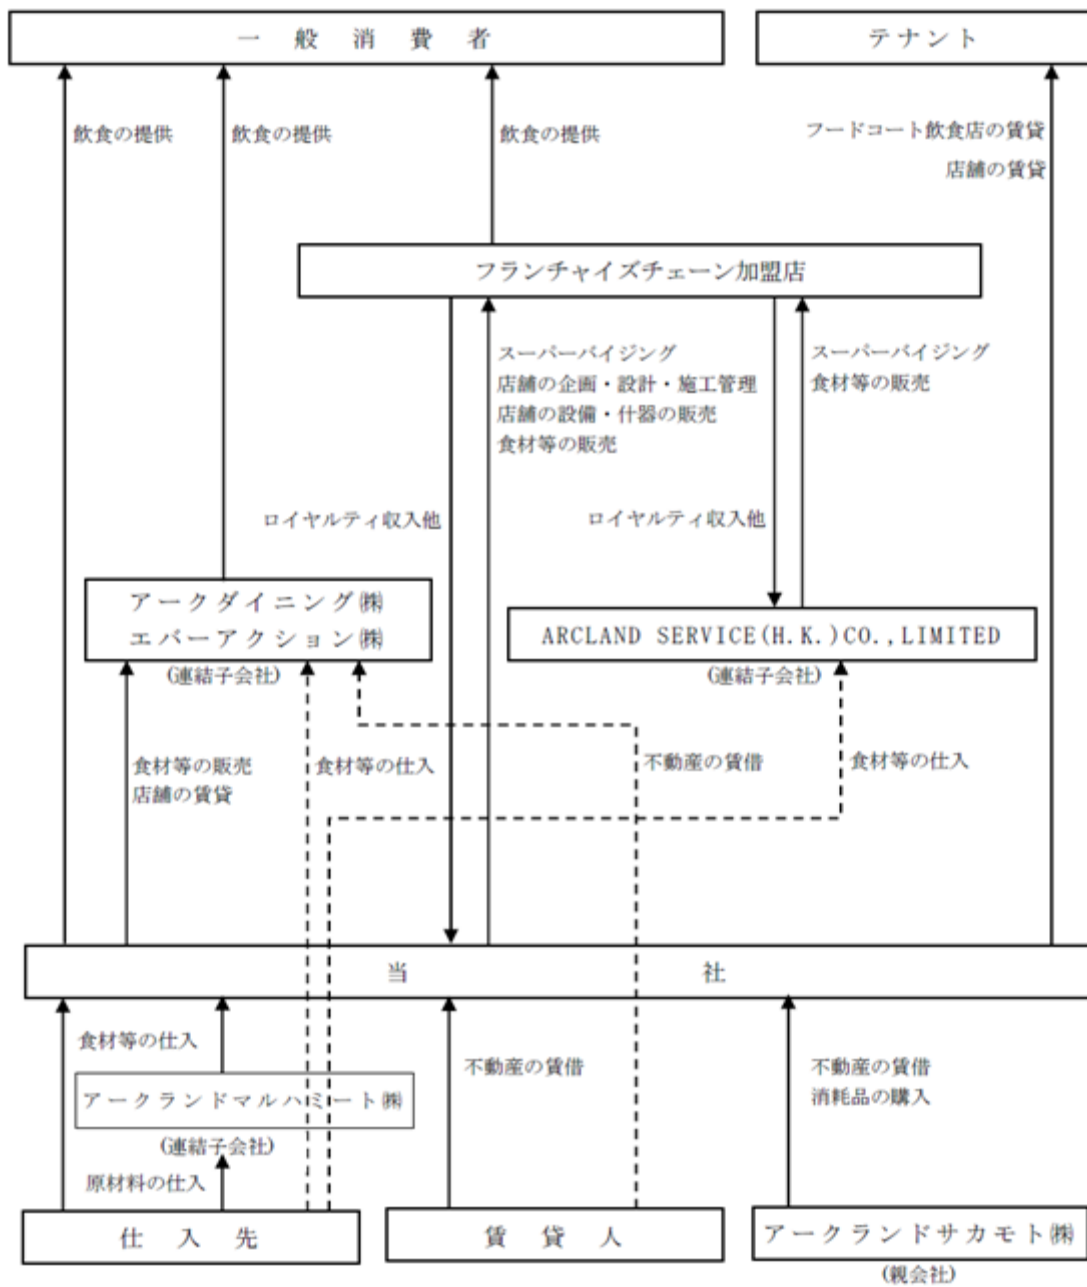 一般消費者
テナント
飲食の提供
飲食の提供
飲食の提供
フードコート飲食店の賃貸
店舗の賃貸
フランチャイズチェーン加盟店
スーパーバイジング
店舗の企画・設計・施工管理
店舗の設備・什器の販売
食材等の販売
スーパーバイジング
食材等の販売
ロイヤルティ収入他
ロイヤルティ収入他
アークダイニング㈱
エバーアクション㈱
(連結子会社)
ARCLAND SERVICE(H.K.)CO.,LIMITED
(連結子会社)
食材等の販売
店舗の賃貸
食材等の仕入
不動産の賃借
食材等の仕入
当社
食材等の仕入
アークランドマルハミート㈱
(連結子会社)
原材料の仕入
不動産の賃借
不動産の賃借
消耗品の購入
仕入先
賃貸人
アークランドサカモト㈱
(親会社)